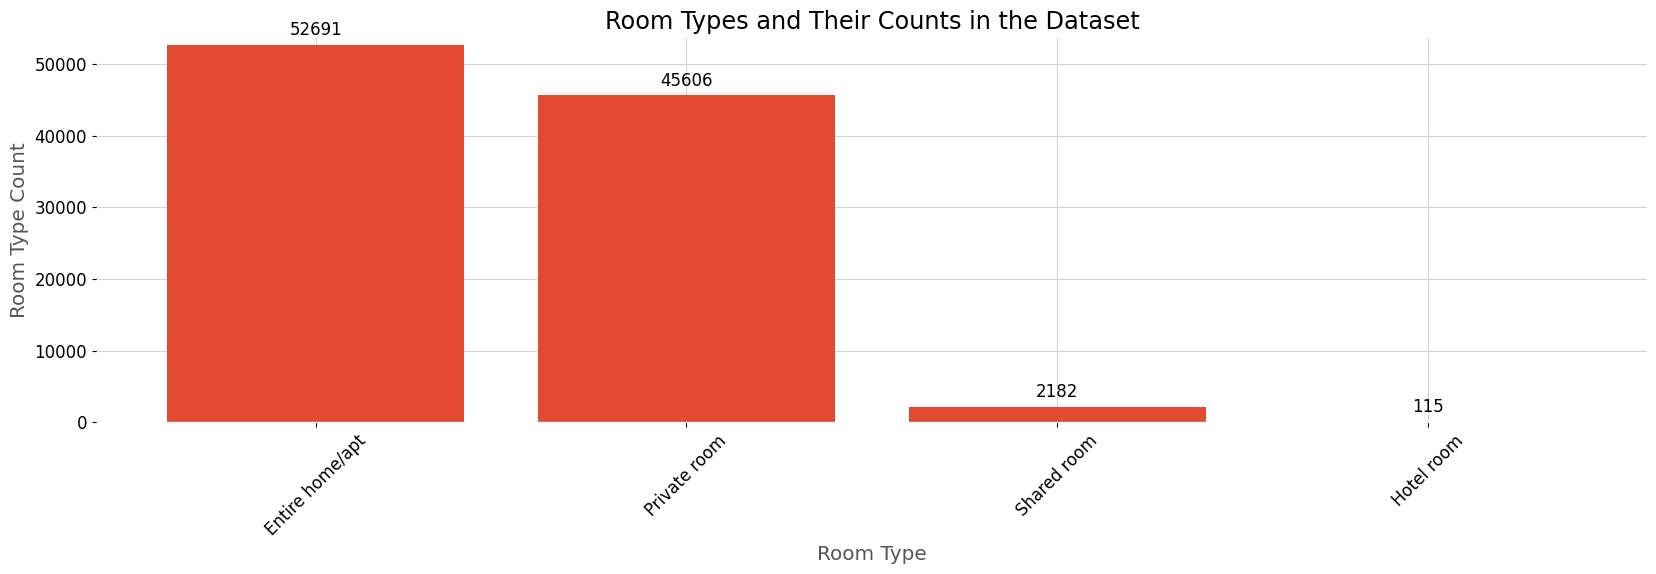 Room Types and Their Counts in the Dataset
52691
45606
2182
115
Room Type Count
50000
40000
30000
20000
10000
0
Entire home/apt
Private room
Shared room
Hotel room
Room Type